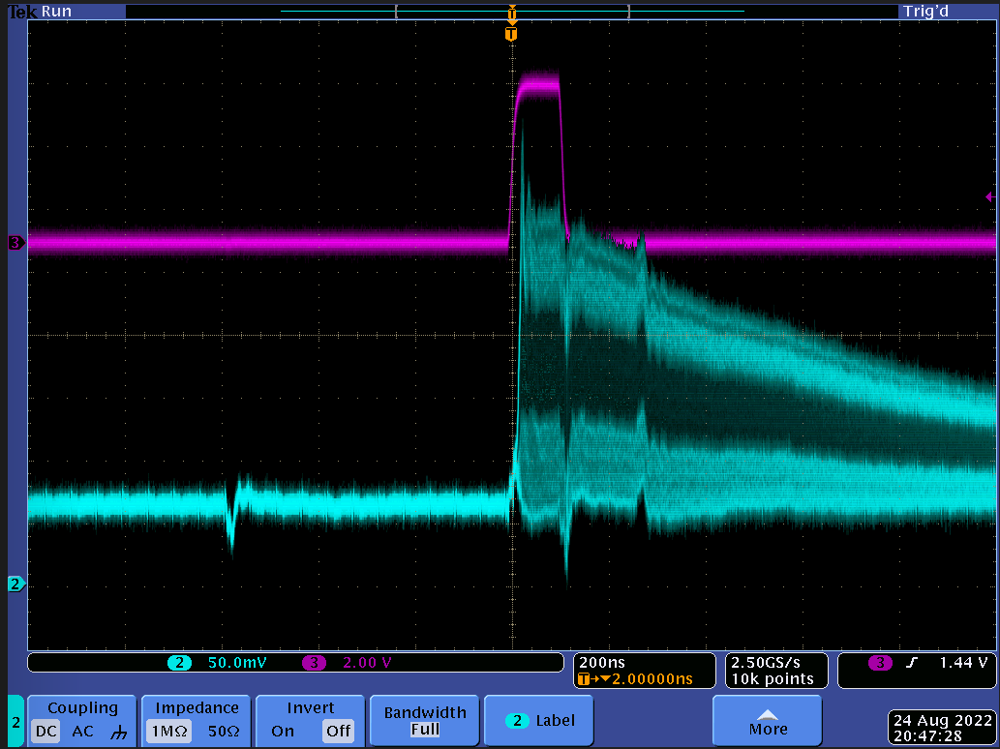 Tek Run Trig'd
T
T
3
2
2 50.0mV 3 2.00 V
200ns
T→▼2.00000ns
2.50GS/s
10k points
3 1.44 V
2
Coupling
DC AC
Impedance
1MΩ 50Ω
Invert
On Off
Bandwidth
Full
2 Label
More
24 Aug 2022
20:47:28